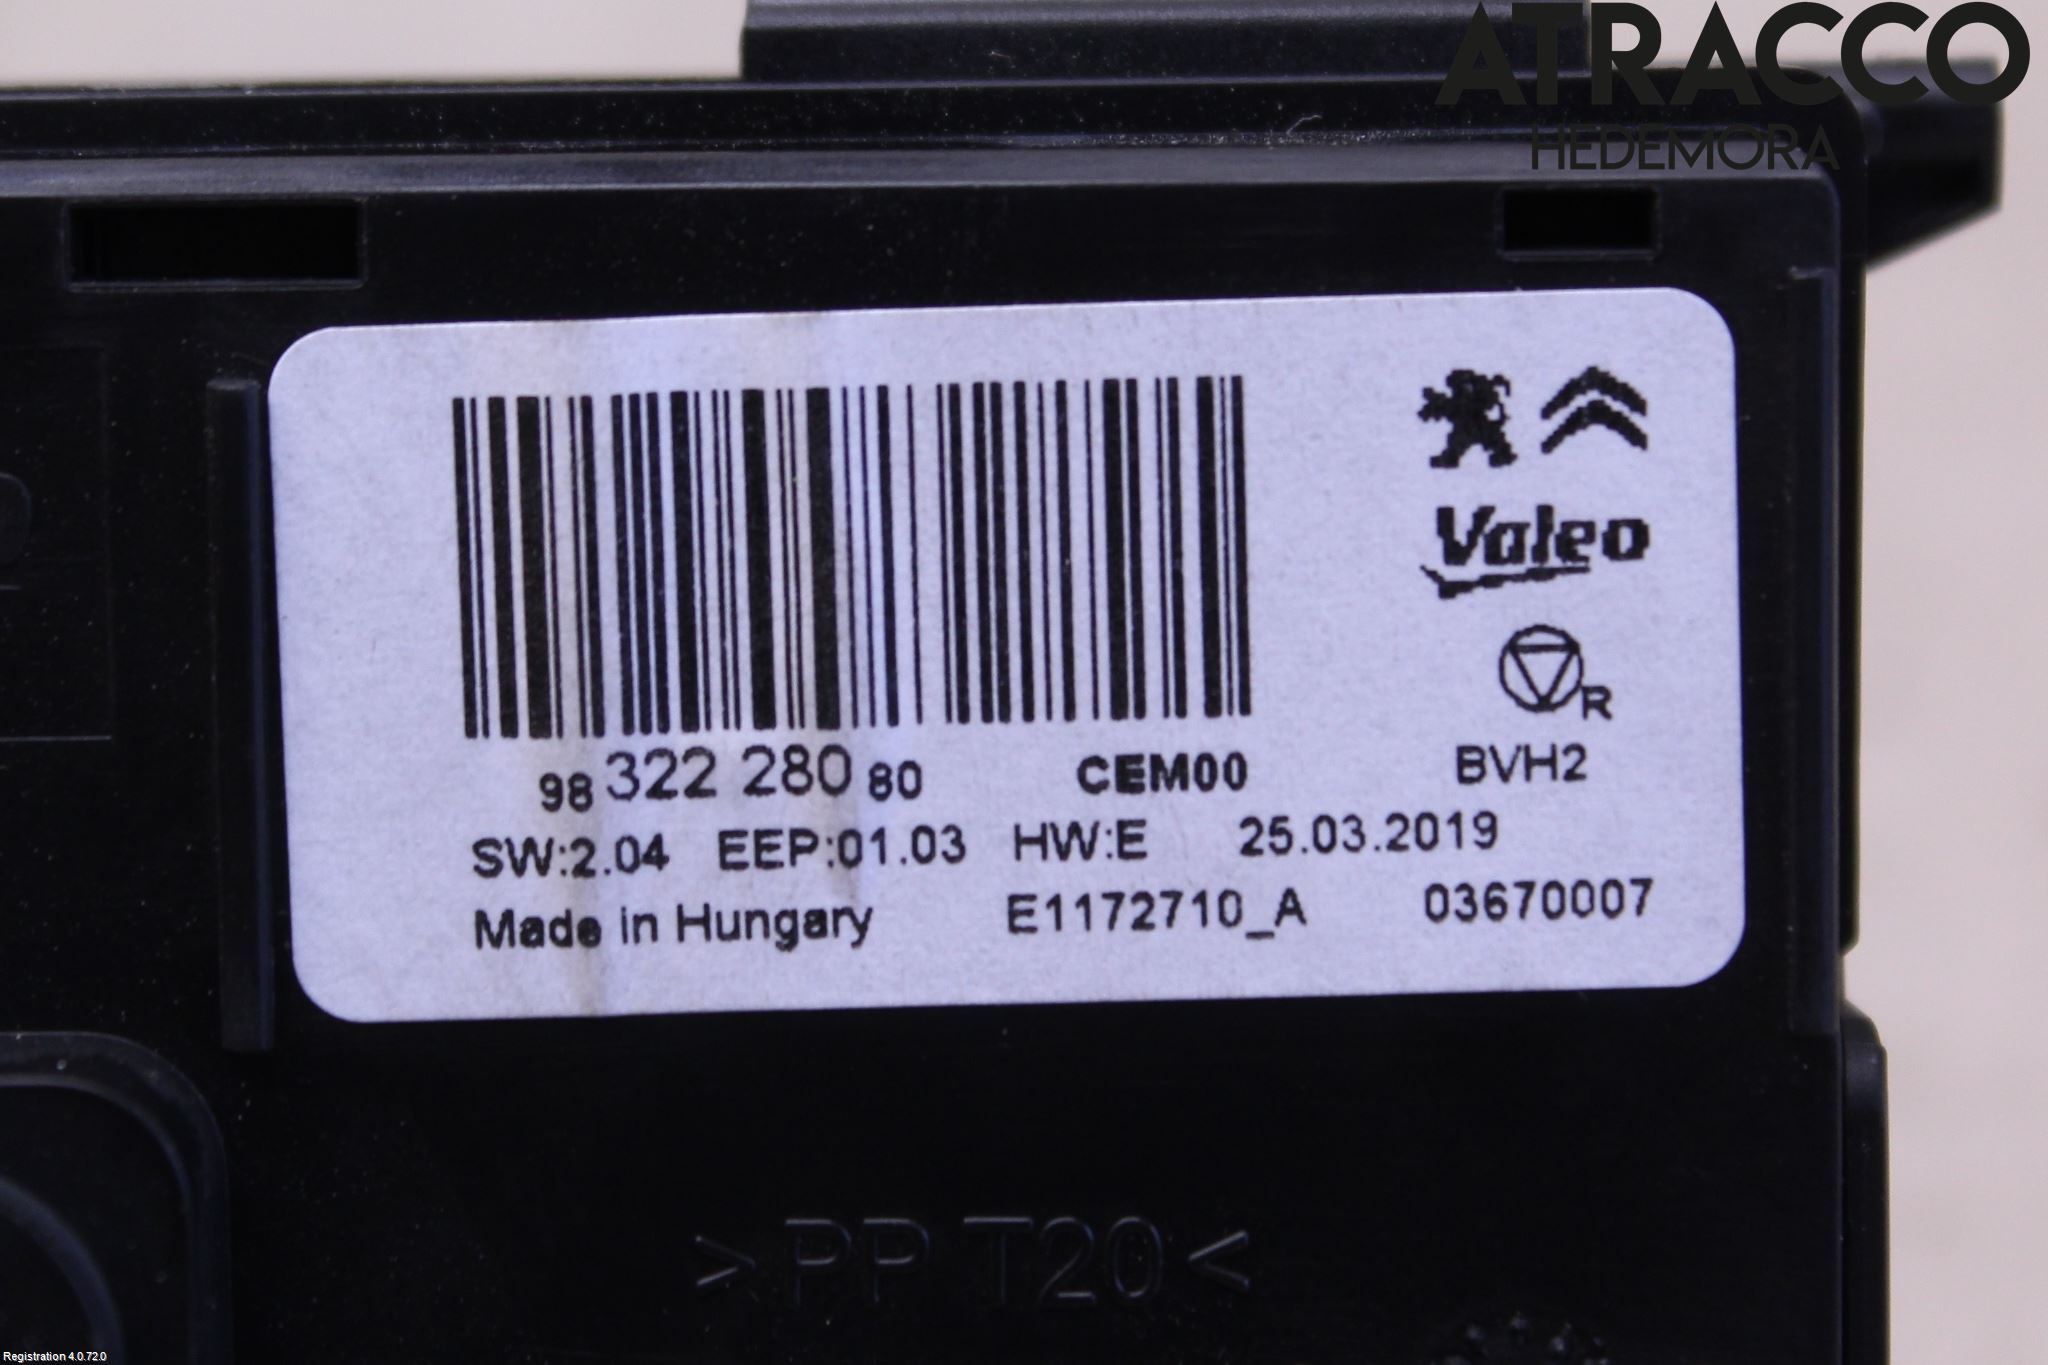 ATRACCO
HEDEMORA
Valeo
R
98 322 280 80 CEM00 BVH2
SW:2.04 EEP:01.03 HW:E 25.03.2019
Made in Hungary E1172710_A 03670007
>PP T20<
Registration 4.0.72.0